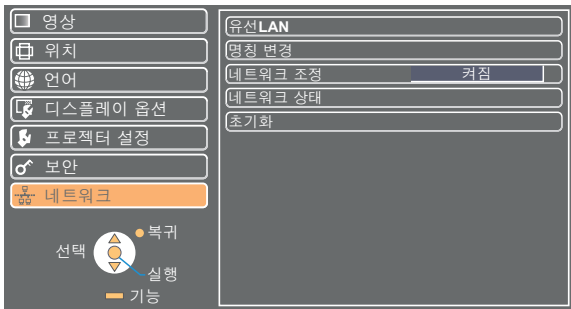 영상
위치
언어
디스플레이 옵션
프로젝터 설정
보안
네트워크
선택
복귀
실행
기능
유선LAN
명칭 변경
네트워크 조정 켜짐
네트워크 상태
초기화